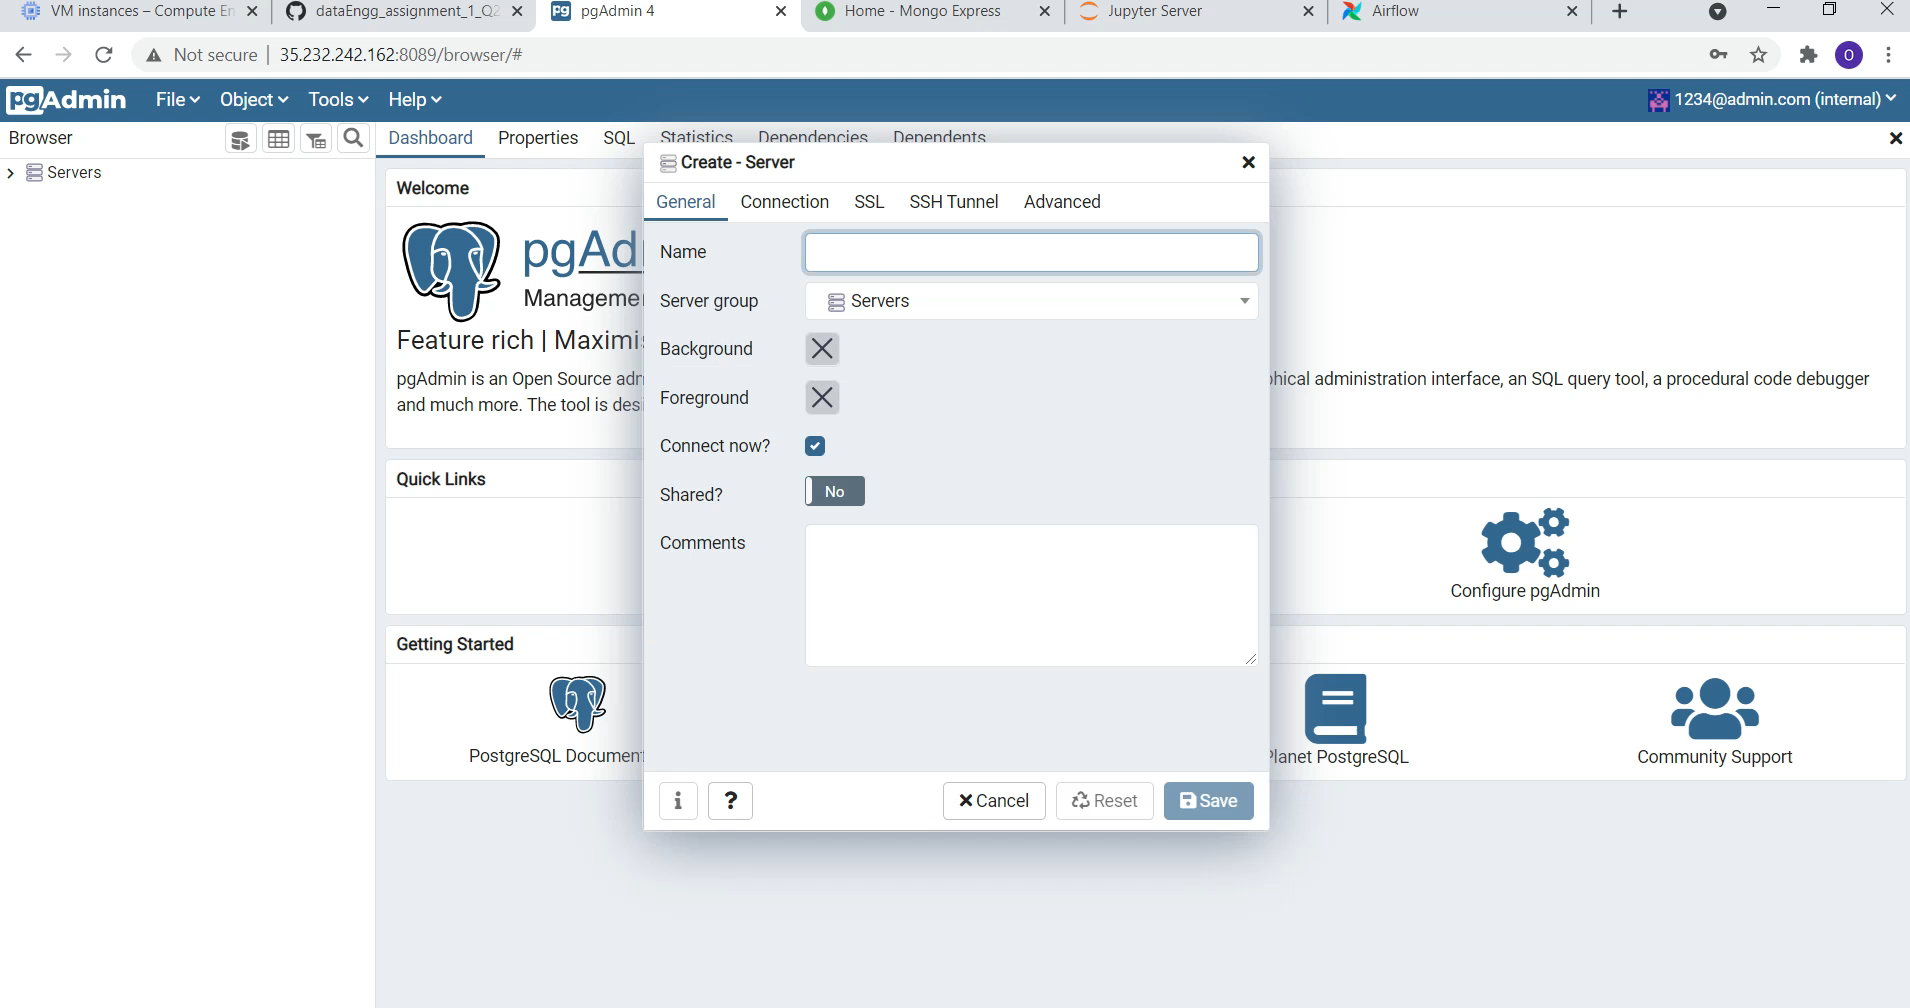 VM instances – Compute En
dataEngg_assignment_1_Q2
pgAdmin 4
Home - Mongo Express
Jupyter Server
Airflow
Not secure | 35.232.242.162:8089/browser/#
O
pgAdmin File Object Tools Help
1234@admin.com (internal)
Browser
Dashboard Properties SQL Statistics Dependencies Dependents
Servers
Welcome
pgAd
Manageme
Feature rich | Maximi
pgAdmin is an Open Source adm
hical administration interface, an SQL query tool, a procedural code debugger
and much more. The tool is des
Create - Server
General Connection SSL SSH Tunnel Advanced
Name
Server group Servers
Background
Foreground
Connect now?
Shared? No
Comments
i ? Cancel Reset Save
Quick Links
Configure pgAdmin
Getting Started
PostgreSQL Document
Planet PostgreSQL
Community Support